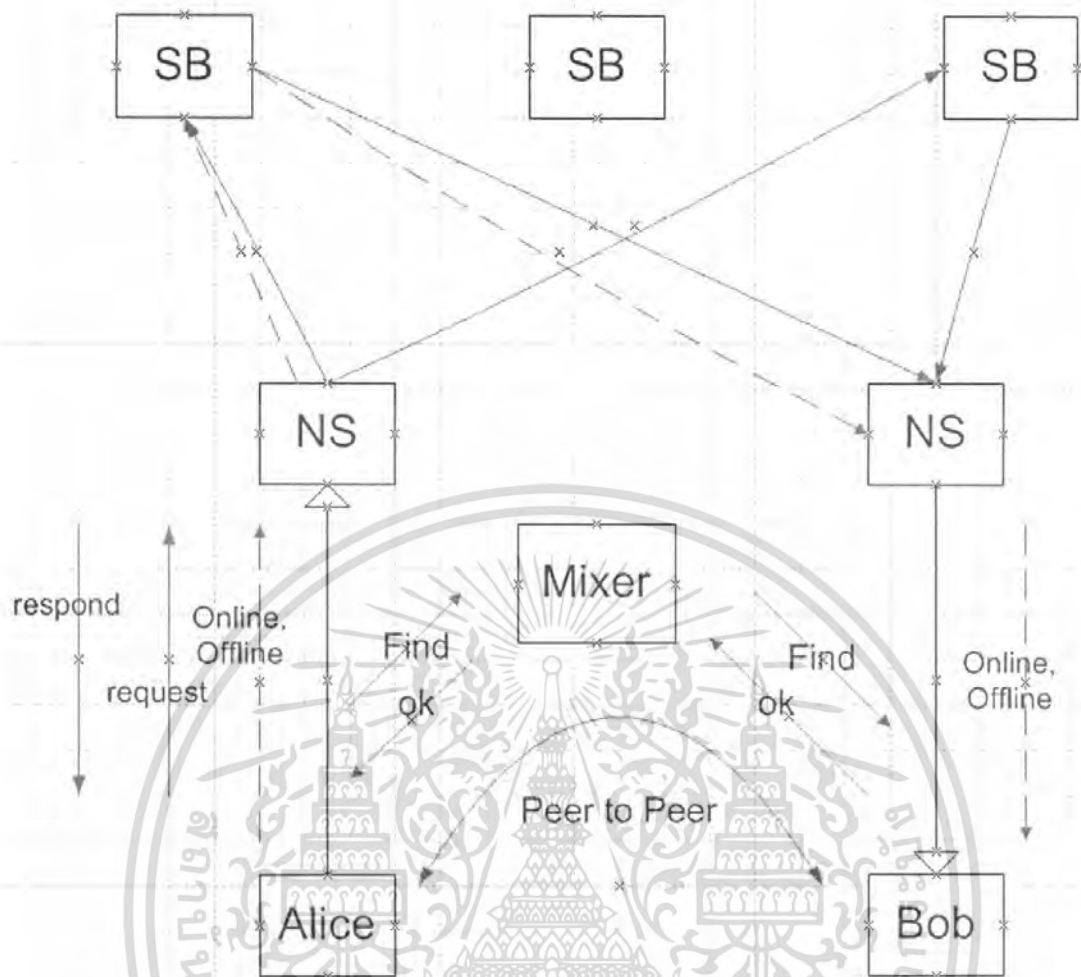 SB
SB
SB
NS
NS
Mixer
respond
request
Online,
Offline
Find
ok
Find
ok
Online,
Offline
Peer to Peer
Alice
Bob